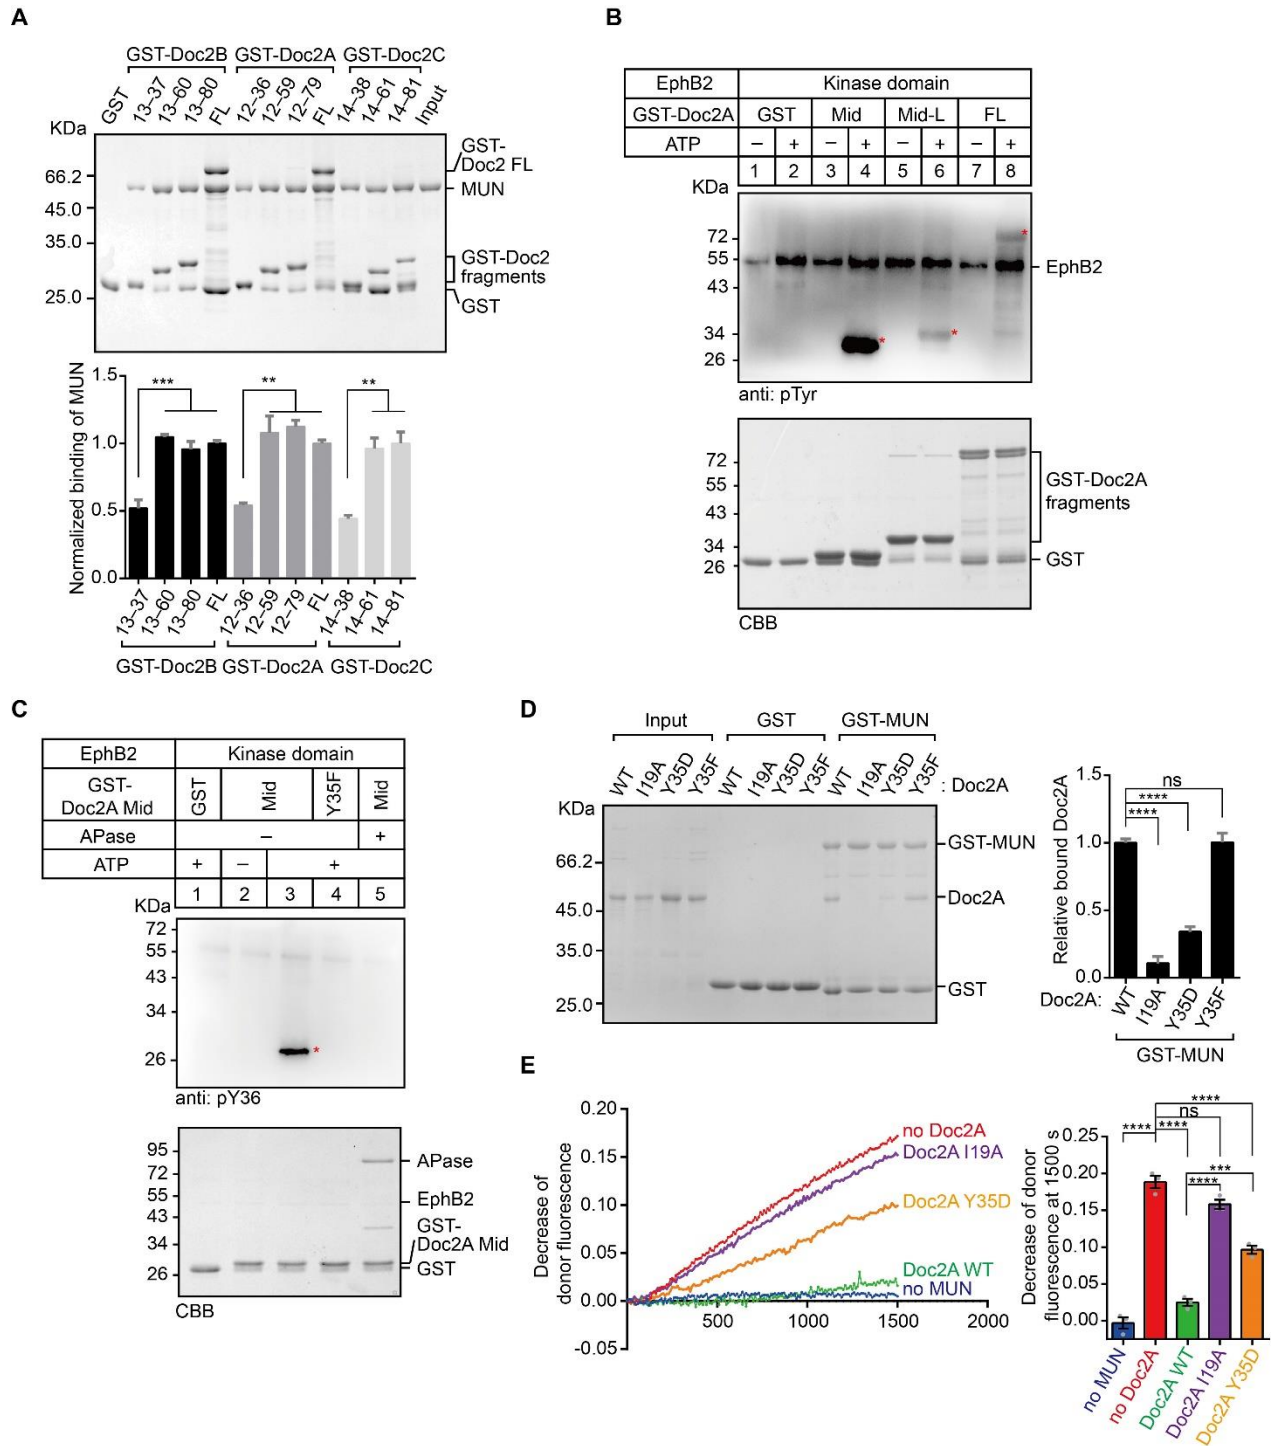 A
GST-Doc2B GST-Doc2A GST-Doc2C
GST 13–37 13–60 13–80 FL 12–36 12–59 12–79 FL 14–38 14–61 14–81 Input
KDa
66.2
45.0
35.0
25.0
GST-
Doc2 FL
MUN
GST-Doc2
fragments
GST
Normalized binding of MUN
1.5
1.0
0.5
0.0
*** ** **
13–37 13–60 13–80 FL 12–36 12–59 12–79 FL 14–38 14–61 14–81
GST-Doc2B GST-Doc2A GST-Doc2C
B
EphB2 Kinase domain
GST-Doc2A GST Mid Mid-L FL
ATP – + – + – + – +
1 2 3 4 5 6 7 8
KDa
72
55
43
34
26
* * *
EphB2
anti: pTyr
72
55
43
34
26
GST-Doc2A
fragments
GST
CBB
C
EphB2 Kinase domain
GST-
Doc2A Mid
GST Mid Y35F Mid
APase – +
ATP + – +
1 2 3 4 5
KDa
72
55
43
34
26
*
anti: pY36
95
72
55
43
34
26
APase
EphB2
GST-
Doc2A Mid
GST
CBB
D
Input GST GST-MUN
WT I19A Y35D Y35F WT I19A Y35D Y35F WT I19A Y35D Y35F : Doc2A
KDa
66.2
45.0
35.0
25.0
GST-MUN
Doc2A
GST
Relative bound Doc2A
1.5
1.0
0.5
0.0
ns
****
****
Doc2A: WT I19A Y35D Y35F
GST-MUN
E
Decrease of
donor fluorescence
0.20
0.15
0.10
0.05
0.00
-0.05
500 1000 1500 2000
no Doc2A
Doc2A I19A
Doc2A Y35D
Doc2A WT
no MUN
Decrease of donor
fluorescence at 1500 s
0.25
0.20
0.15
0.10
0.05
0.00
****
ns
**** ****
***
****
no MUN no Doc2A Doc2A WT Doc2A I19A Doc2A Y35D